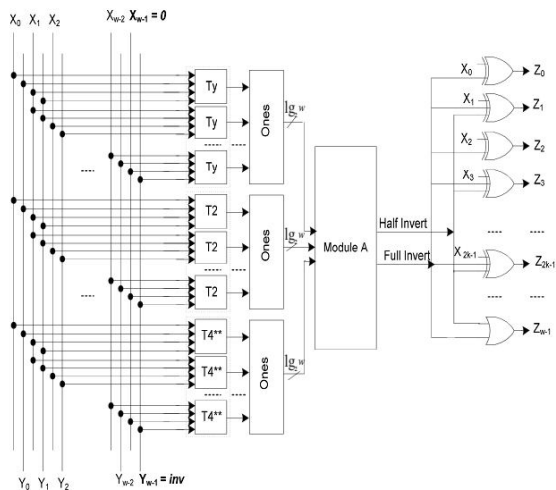 X0 X1 X2 Xw-2 Xw-1 = 0
Ty
Ty
Ty
Ones
lg w
T2
T2
T2
Ones
lg w
T4**
T4**
T4**
Ones
lg w
Module A
Half Invert
Full Invert
X0
Z0
X1
Z1
X2
Z2
X3
Z3
X2k-1
Z2k-1
Zw-1
Y0 Y1 Y2 Yw-2 Yw-1 = inv